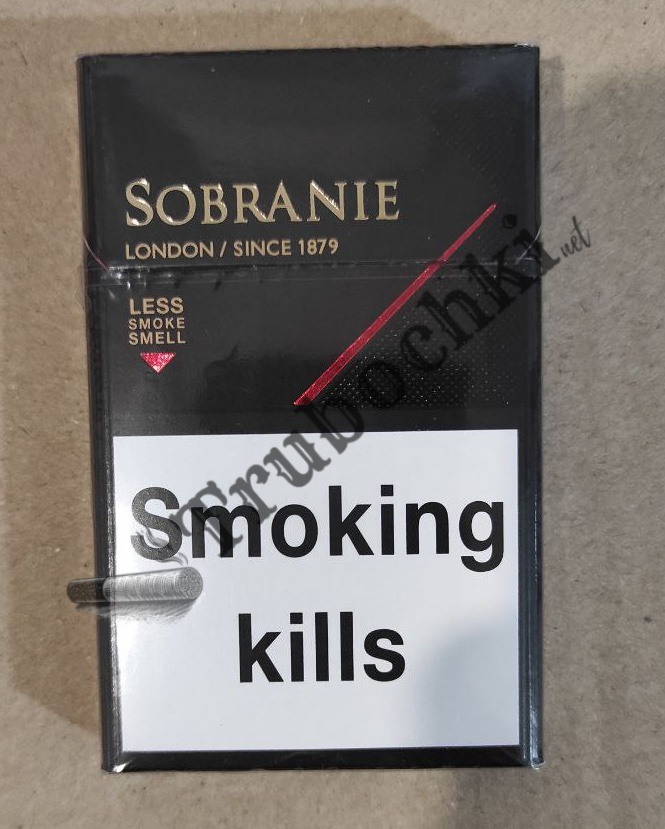 SOBRANIE
LONDON / SINCE 1879
LESS
SMOKE
SMELL
Trubochki.net
Smoking
kills